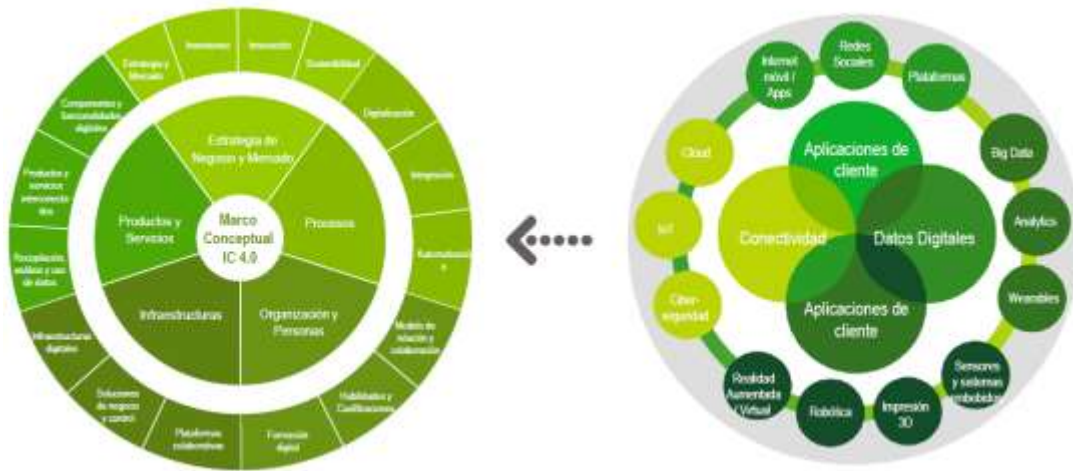 Estrategia y
Mercado
Inversiones
Innovación
Sostenibilidad
Digitalización
Integración
Modelo de
relación y
colaboración
Habilidades y
Cualificaciones
Formación
digital
Plataformas
colaborativas
Soluciones
de negocio
y control
Infraestructuras
digitales
Recopilación,
análisis y uso
de datos
Productos y
servicios
Componentes y
funcionalidades
digitales
Estrategia de
Negocio y Mercado
Procesos
Organización y
Personas
Infraestructuras
Productos y
Servicios
Marco
Conceptual
IC 4.0
Redes
Sociales
Plataformas
Big Data
Analytics
Wearables
Sensores
y sistemas
embebidos
Impresión
3D
Robótica
Realidad
Aumentada
/ Virtual
Ciber-
seguridad
IoT
Cloud
Internet
móvil /
Apps
Aplicaciones de
cliente
Conectividad
Datos Digitales
Aplicaciones de
cliente